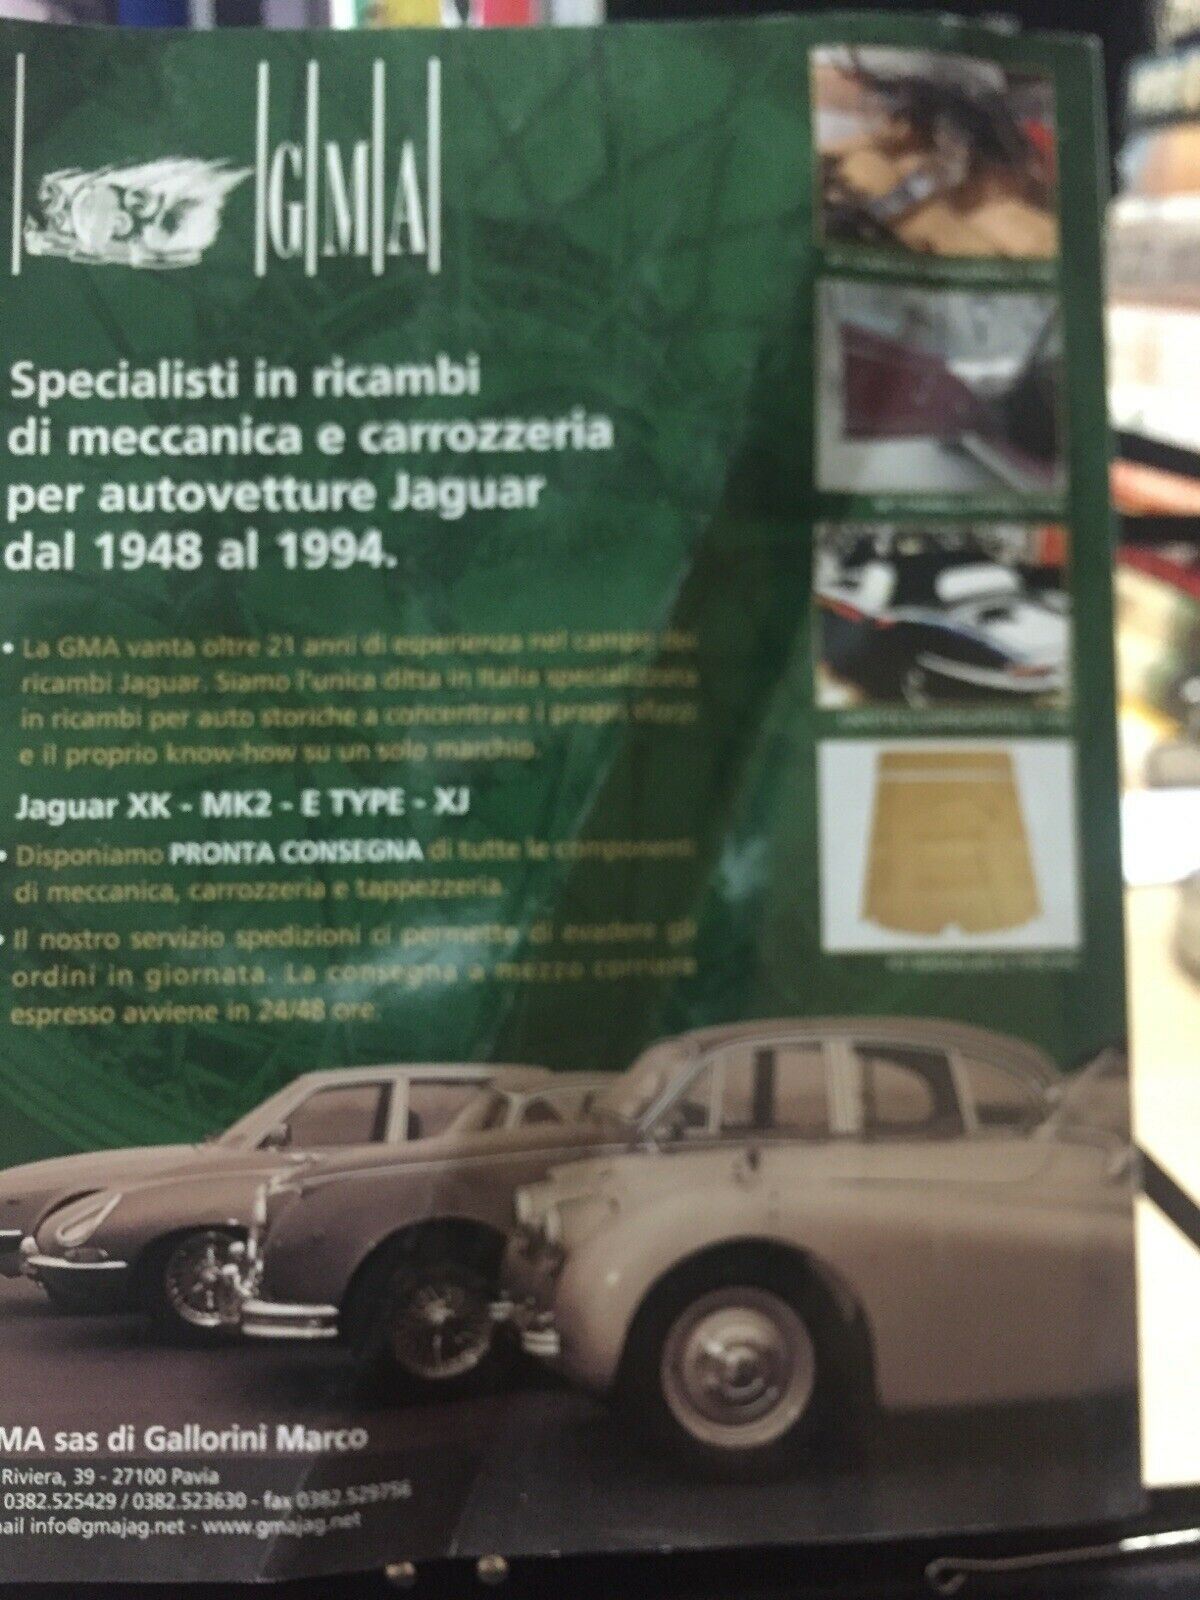 GMA
Specialisti in ricambi
di meccanica e carrozzeria
per autovetture Jaguar
dal 1948 al 1994.
• La GMA vanta oltre 21 anni di esperienza nel campo dei
ricambi Jaguar. Siamo l'unica ditta in Italia specializzata
in ricambi per auto storiche a concentrare i propri sforzi
e il proprio know-how su un solo marchio.
Jaguar XK - MK2 - E TYPE - XJ
• Disponiamo PRONTA CONSEGNA di tutte le componenti
di meccanica, carrozzeria e tappezzeria.
• Il nostro servizio spedizioni ci permette di evadere gli
ordini in giornata. La consegna a mezzo corriere
espresso avviene in 24/48 ore.
MA sas di Gallorini Marco
Riviera, 39 - 27100 Pavia
0382.525429 / 0382.523630 - fax 0382.529756
ail info@gmajag.net - www.gmajag.net